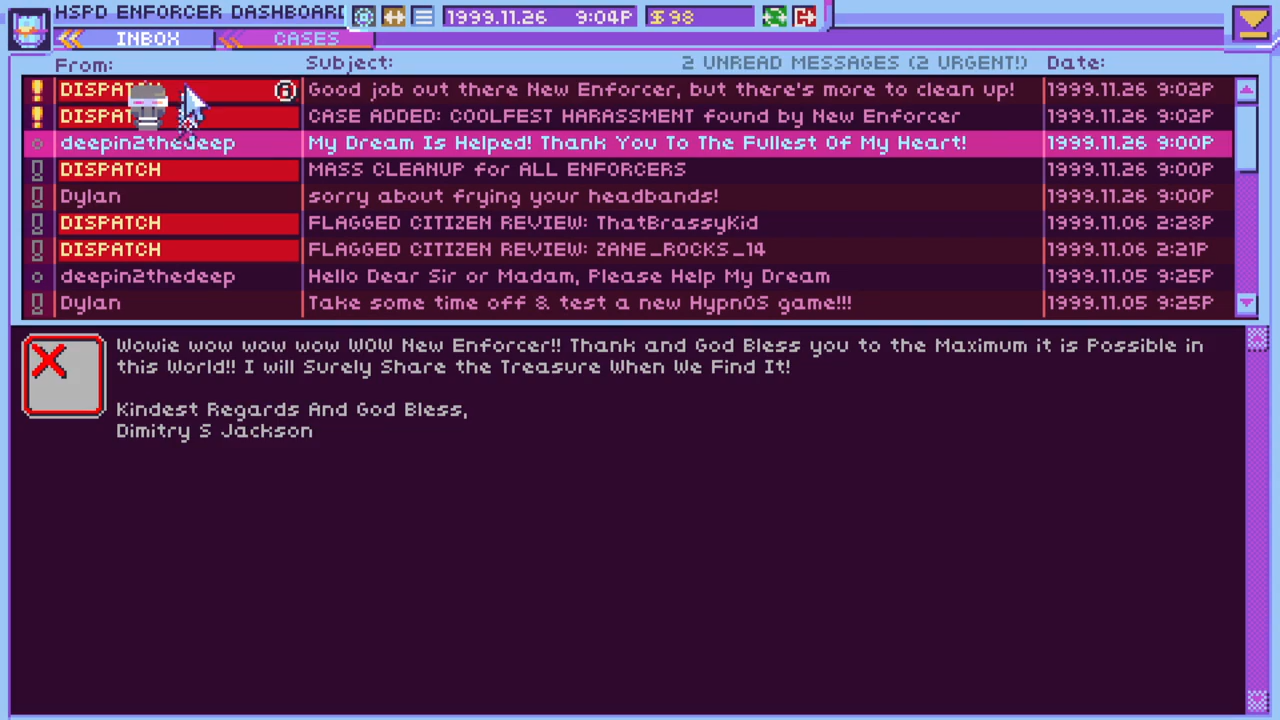 HSPD ENFORCER DASHBOARD 1999.11.26 9:04P 98
INBOX CASES
From: Subject: 2 UNREAD MESSAGES (2 URGENT!) Date:
Good job out there New Enforcer, but there's more to clean up! 1999.11.26 9:02P
CASE ADDED: COOLFEST HARASSMENT found by New Enforcer 1999.11.26 9:02P
deepin2thedeep My Dream Is Helped! Thank You To The Fullest Of My Heart! 1999.11.26 9:00P
DISPATCH MASS CLEANUP for ALL ENFORCERS 1999.11.26 9:00P
Dylan sorry about frying your headbands! 1999.11.26 9:00P
DISPATCH FLAGGED CITIZEN REVIEW: ThatBrassyKid 1999.11.06 2:28P
DISPATCH FLAGGED CITIZEN REVIEW: ZANE_ROCKS_14 1999.11.06 2:21P
deepin2thedeep Hello Dear Sir or Madam, Please Help My Dream 1999.11.05 9:25P
Dylan Take some time off & test a new HypnOS game!!! 1999.11.05 9:25P
Wowie wow wow wow WOW New Enforcer!! Thank and God Bless you to the Maximum it is Possible in
this World!! I will Surely Share the Treasure When We Find It!
Kindest Regards And God Bless,
Dimitry S Jackson